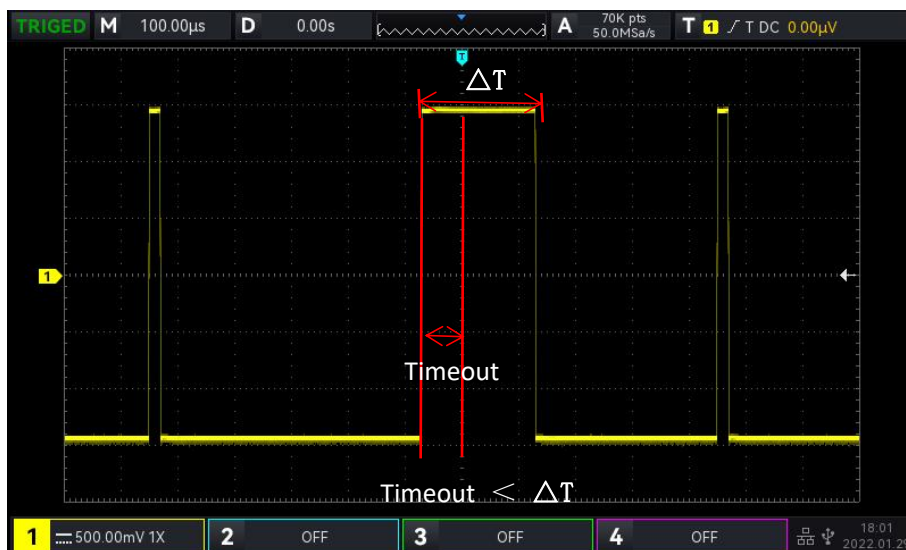 TRIGED M 100.00μs D 0.00s A 70K pts 50.0MSa/s T 1 T DC 0.00μV
T
△T
1
Timeout
Timeout < △T
1 500.00mV 1X 2 OFF 3 OFF 4 OFF 18:01
2022.01.29